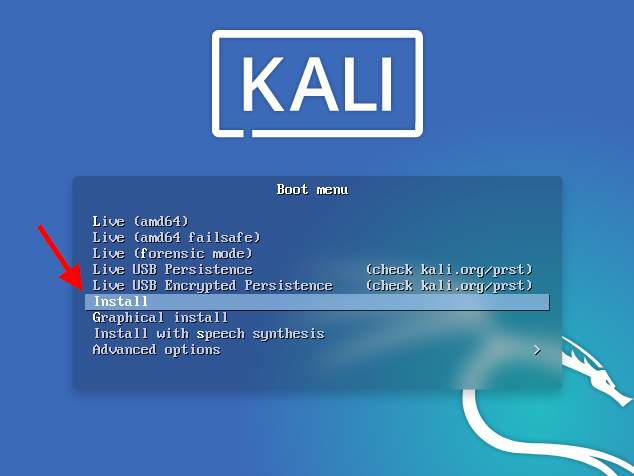 KALI
Boot menu
Live (amd64)
Live (amd64 failsafe)
Live (forensic mode)
Live USB Persistence (check kali.org/prst)
Live USB Encrypted Persistence (check kali.org/prst)
Install
Graphical install
Install with speech synthesis
Advanced options >